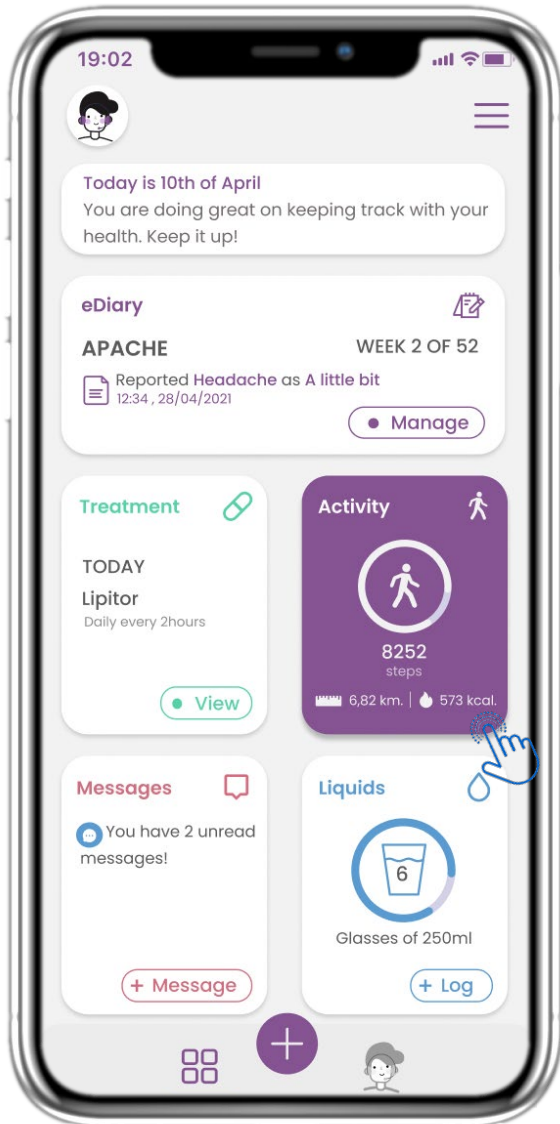 19:02
Today is 10th of April
You are doing great on keeping track with your
health. Keep it up!
eDiary
APACHE
WEEK 2 OF 52
Reported Headache as A little bit
12:34 , 28/04/2021
Manage
Treatment
TODAY
Lipitor
Daily every 2hours
View
Activity
8252
steps
6,82 km.
573 kcal.
Messages
You have 2 unread
messages!
+ Message
Liquids
6
Glasses of 250ml
+ Log